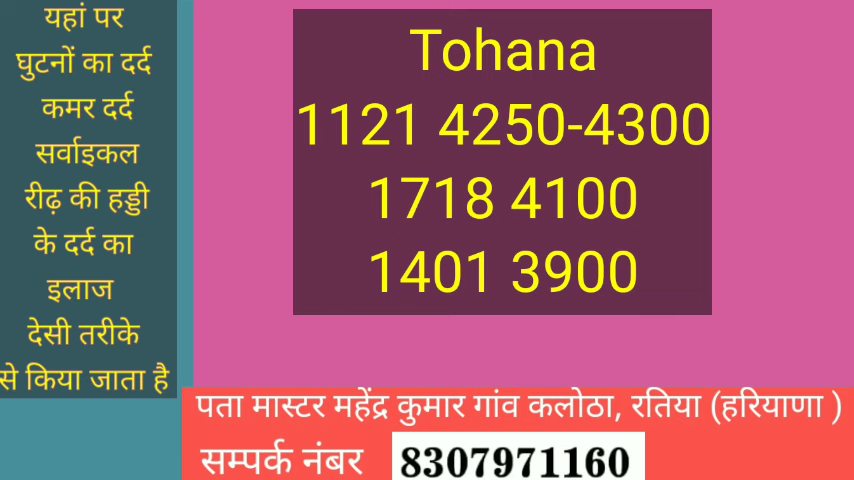 यहां पर
घुटनों का दर्द
कमर दर्द
सर्वाइकल
रीढ़ की हड्डी
के दर्द का
इलाज
देसी तरीके
से किया जाता है
Tohana
1121 4250-4300
1718 4100
1401 3900
पता मास्टर महेंद्र कुमार गांव कलोठा, रतिया (हरियाणा )
सम्पर्क नंबर 8307971160